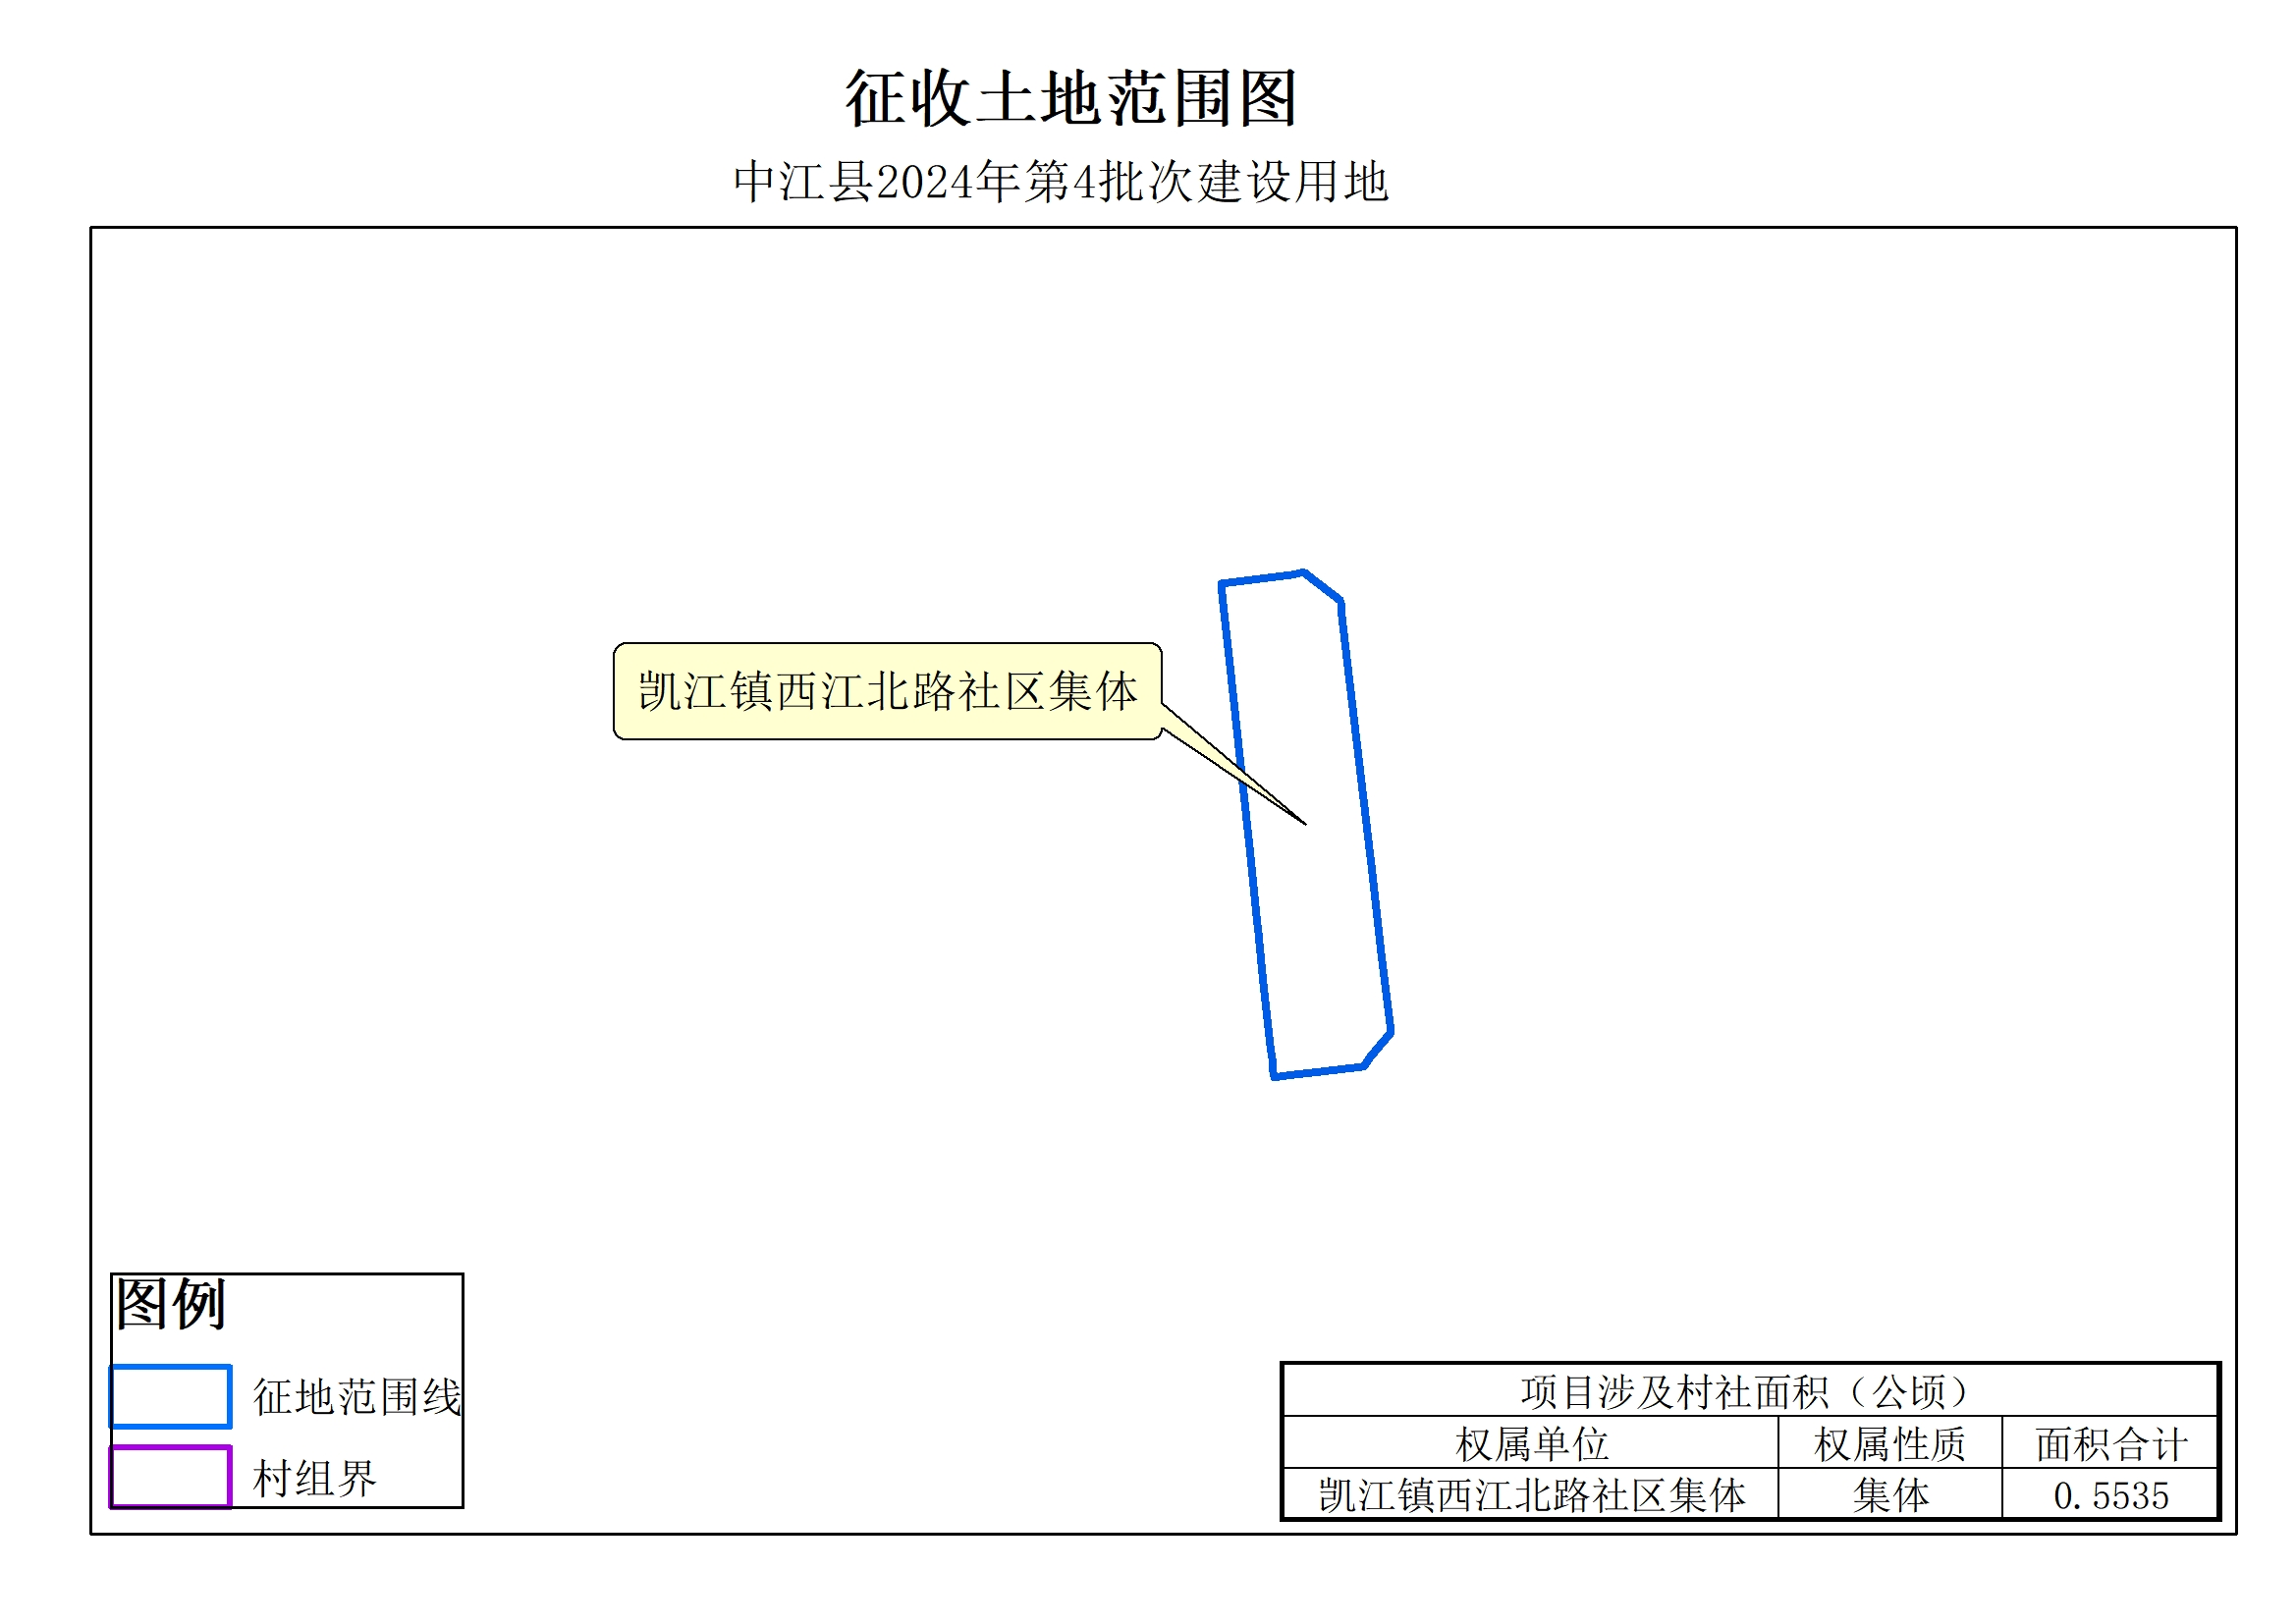 征收土地范围图
中江县2024年第4批次建设用地
凯江镇西江北路社区集体
图例
征地范围线
村组界
项目涉及村社面积（公顷）
权属单位 权属性质 面积合计
凯江镇西江北路社区集体 集体 0.5535